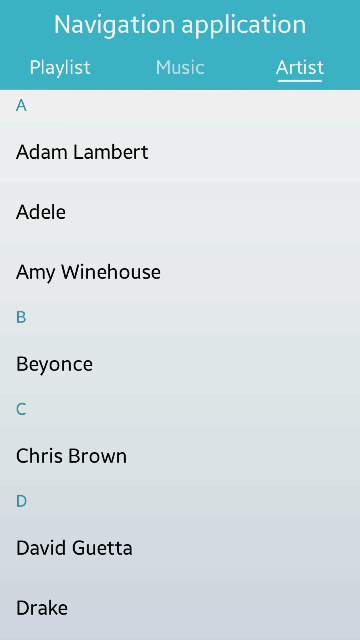 Navigation application
Playlist Music Artist
A
Adam Lambert
Adele
Amy Winehouse
B
Beyonce
C
Chris Brown
D
David Guetta
Drake